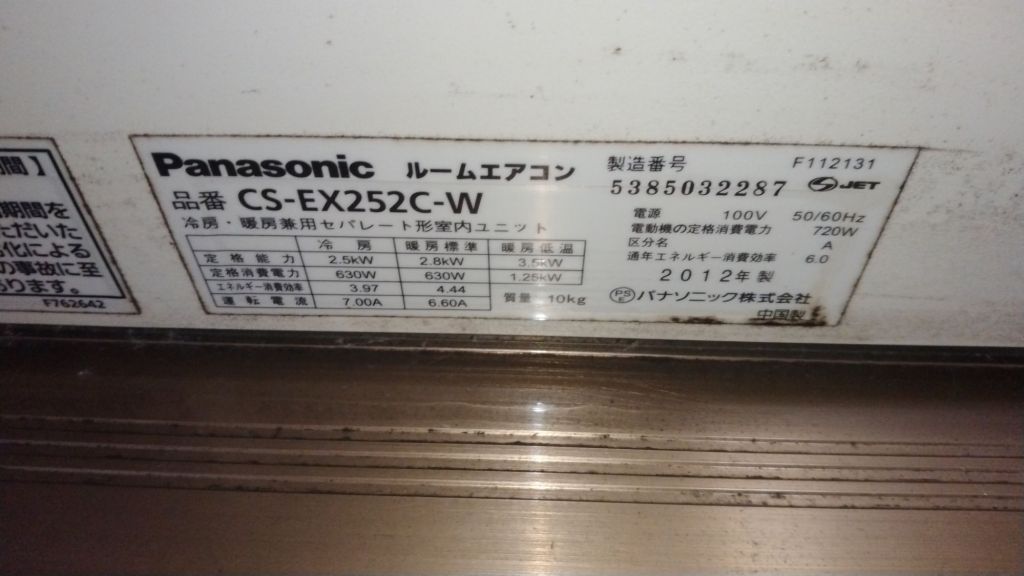 間】
期間を
ただいた
化による
の事故に至
ります。
F762642
Panasonic ルームエアコン
品番 CS-EX252C-W
冷房・暖房兼用セパレート形室内ユニット
冷房 暖房標準 暖房低温
定格能力 2.5kW 2.8kW 3.5kW
定格消費電力 630W 630W 1.25kW
エネルギー消費効率 3.97 4.44
運転電流 7.00A 6.60A
質量 10kg
製造番号 F112131
5385032287 JET
電源 100V 50/60Hz
電動機の定格消費電力 720W
区分名 A
通年エネルギー消費効率 6.0
2012年製
PSE パナソニック株式会社
中国製